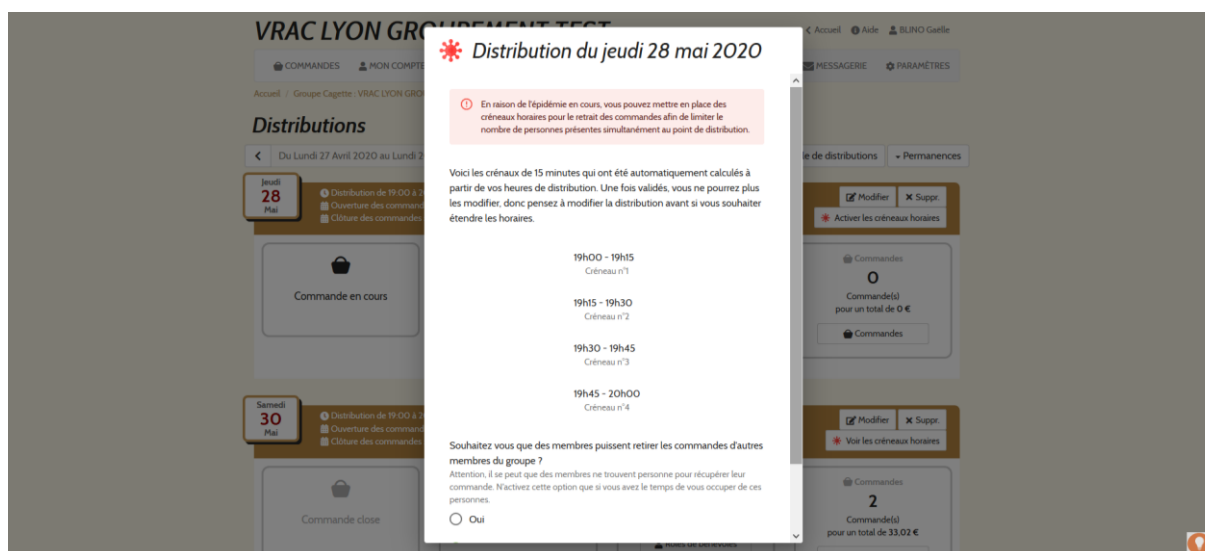 VRAC LYON GROUPEMENT TEST
Accueil Aide BLINO Gaelle
COMMANDES MON COMPTE
MESSAGERIE PARAMÈTRES
Accueil / Groupe Cagette : VRAC LYON GRO
Distributions
Du Lundi 27 Avril 2020 au Lundi 2
le de distributions Permanences
Jeudi
28
Mai
Distribution de 19:00 à 2
Ouverture des command
Clôture des commandes
Modifier Suppr.
Activer les créneaux horaires
Commande en cours
Commandes
0
Commande(s)
pour un total de 0 €
Commandes
Samedi
30
Mai
Distribution de 19:00 à 2
Ouverture des command
Clôture des commandes
Modifier Suppr.
Voir les créneaux horaires
Commande close
Commandes
2
Commande(s)
pour un total de 33,02 €
Rôles de bénévoles
Distribution du jeudi 28 mai 2020
En raison de l'épidémie en cours, vous pouvez mettre en place des
créneaux horaires pour le retrait des commandes afin de limiter le
nombre de personnes présentes simultanément au point de distribution.
Voici les crénaux de 15 minutes qui ont été automatiquement calculés à
partir de vos heures de distribution. Une fois validés, vous ne pourrez plus
les modifier, donc pensez à modifier la distribution avant si vous souhaiter
étendre les horaires.
19h00 - 19h15
Créneau n°1
19h15 - 19h30
Créneau n°2
19h30 - 19h45
Créneau n°3
19h45 - 20h00
Créneau n°4
Souhaitez vous que des membres puissent retirer les commandes d'autres
membres du groupe ?
Attention, il se peut que des membres ne trouvent personne pour récupérer leur
commande. N'activez cette option que si vous avez le temps de vous occuper de ces
personnes.
Oui